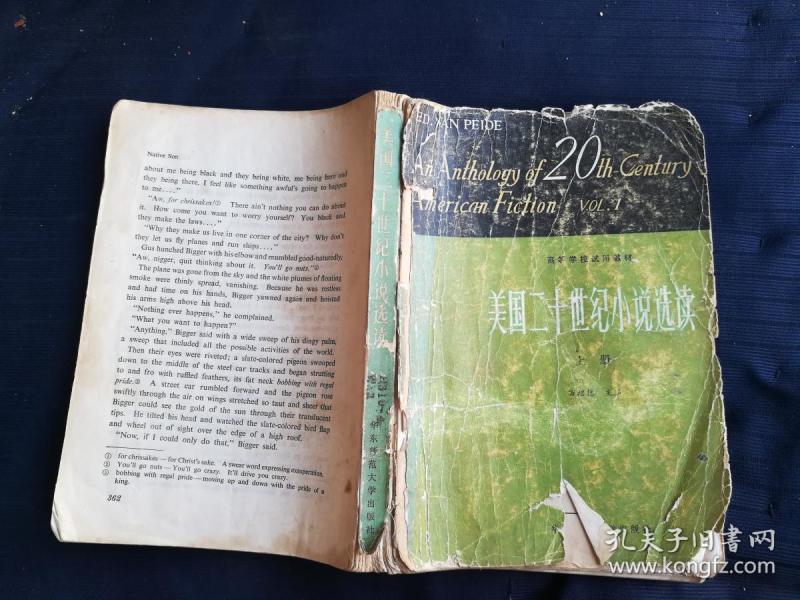 Native Son
about me being black and they being white, me being here and
they being there, I feel like something awful's going to happen
to me...."
"Aw, for chrissakes!① There ain't nothing you can do about
it. How come you want to worry yourself? You black and
they make the laws...."
"Why they make us live in one corner of the city? Why don't
they let us fly planes and run ships...."
Gus hunched Bigger with his elbow and mumbled good-naturedly,
"Aw, nigger, quit thinking about it. You'll go nuts."②
The plane was gone from the sky and the white plumes of floating
smoke were thinly spread, vanishing. Because he was restless
and had time on his hands, Bigger yawned again and hoisted
his arms high above his head.
"Nothing ever happens," he complained.
"What you want to happen?"
"Anything," Bigger said with a wide sweep of his dingy palm,
a sweep that included all the possible activities of the world.
Then their eyes were riveted; a slate-colored pigeon swooped
down to the middle of the steel car tracks and began strutting
to and fro with ruffled feathers, its fat neck bobbing with regal
pride.③ A street car rumbled forward and the pigeon rose
swiftly through the air on wings stretched so taut and sheer that
Bigger could see the gold of the sun through their translucent
tips. He tilted his head and watched the slate-colored bird flap
and wheel out of sight over the edge of a high roof.
"Now, if I could only do that," Bigger said.
① for chrissakes — for Christ's sake. A swear word expressing exasperation.
② You'll go nuts — You'll go crazy. It'll drive you crazy.
③ bobbing with regal pride — moving up and down with the pride of a
king.
362
美国二十世纪小说选读
华东师范大学出版社
ED. WAN PEIDE
An Anthology of 20th Century
American Fiction VOL. 1
高等学校试用教材
美国二十世纪小说选读
上册
万培德
孔夫子旧书网
www.kongfz.com